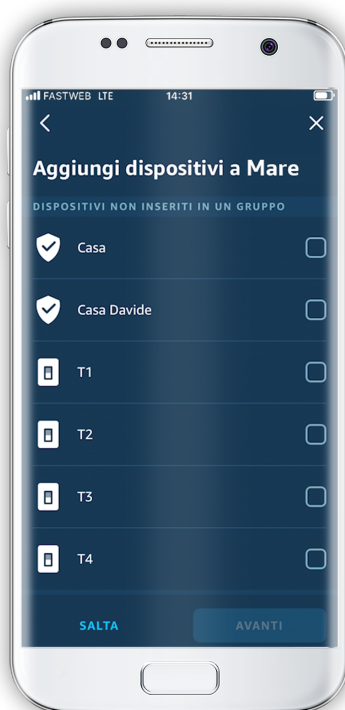 FASTWEB LTE 14:31
Aggiungi dispositivi a Mare
DISPOSITIVI NON INSERITI IN UN GRUPPO
Casa
Casa Davide
T1
T2
T3
T4
SALTA AVANTI